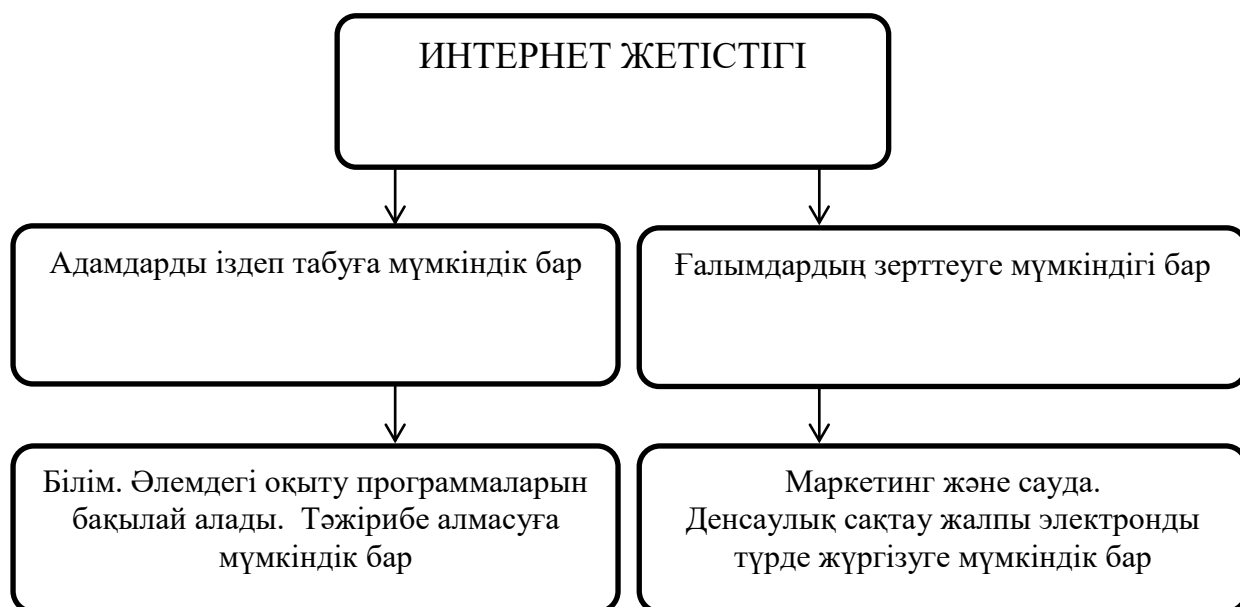 ИНТЕРНЕТ ЖЕТІСТІГІ
Адамдарды іздеп табуға мүмкіндік бар
Ғалымдардың зерттеуге мүмкіндігі бар
Білім. Әлемдегі оқыту программаларын
бақылай алады.  Тәжірибе алмасуға
мүмкіндік бар
Маркетинг және сауда.
Денсаулық сақтау жалпы электронды
түрде жүргізуге мүмкіндік бар